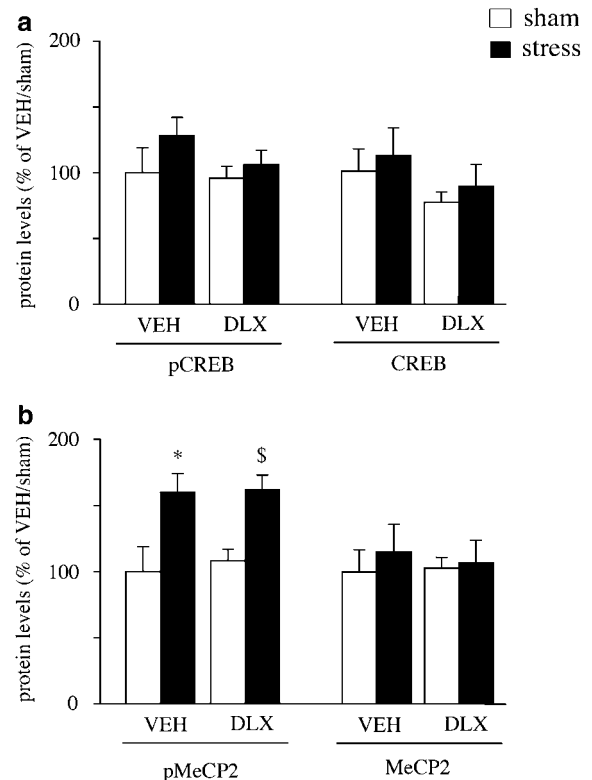 a
sham
stress
protein levels (% of VEH/sham)
200
100
0
VEH DLX VEH DLX
pCREB CREB
b
protein levels (% of VEH/sham)
200
* $
100
0
VEH DLX VEH DLX
pMeCP2 MeCP2